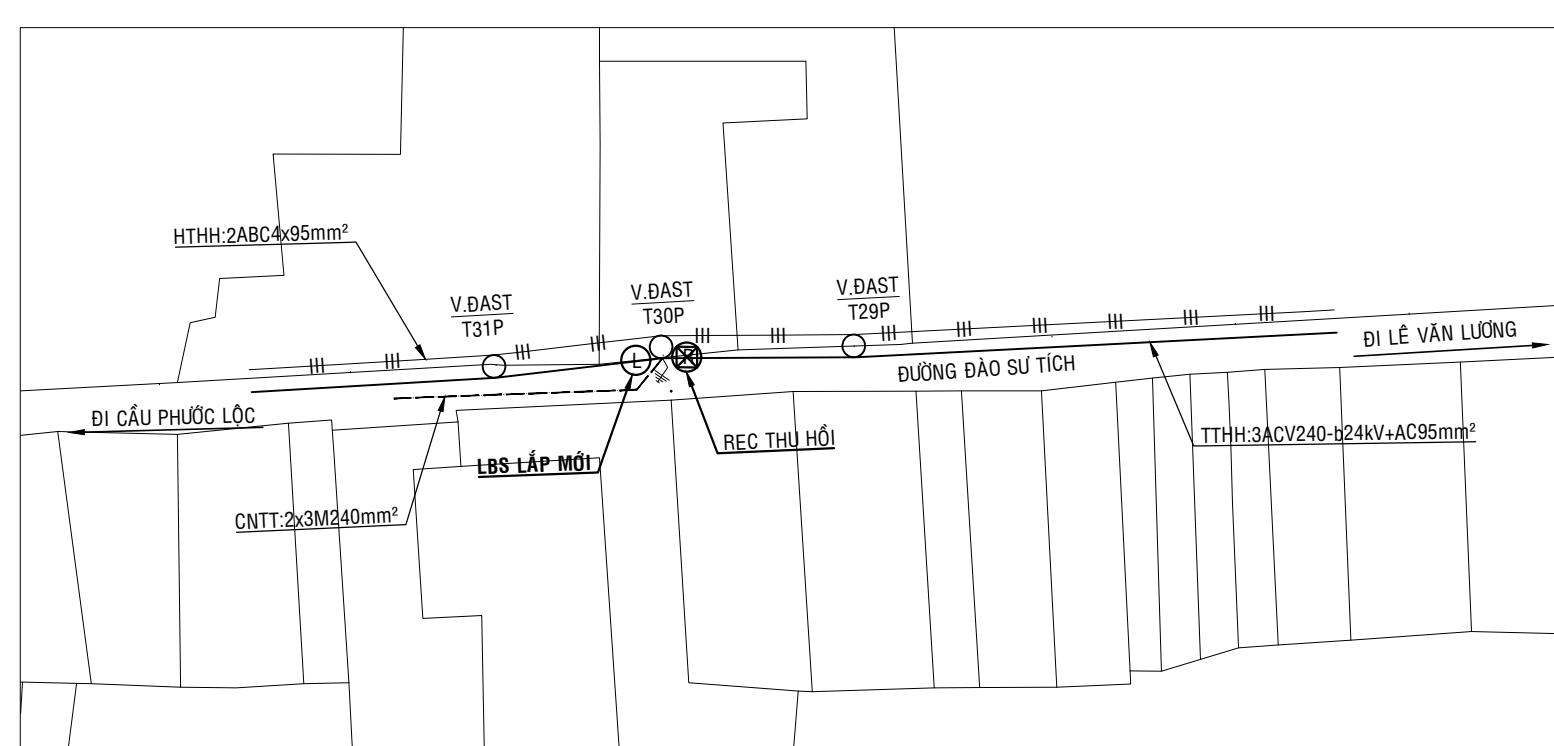 HTHH:2ABC4x95mm²
V.ĐAST
T31P
V.ĐAST
T30P
V.ĐAST
T29P
L
R
ĐI LÊ VĂN LƯƠNG
ĐƯỜNG ĐÀO SƯ TÍCH
ĐI CẦU PHƯỚC LỘC
REC THU HỒI
TTHH:3ACV240-b24kV+AC95mm²
LBS LẮP MỚI
CNTT:2x3M240mm²